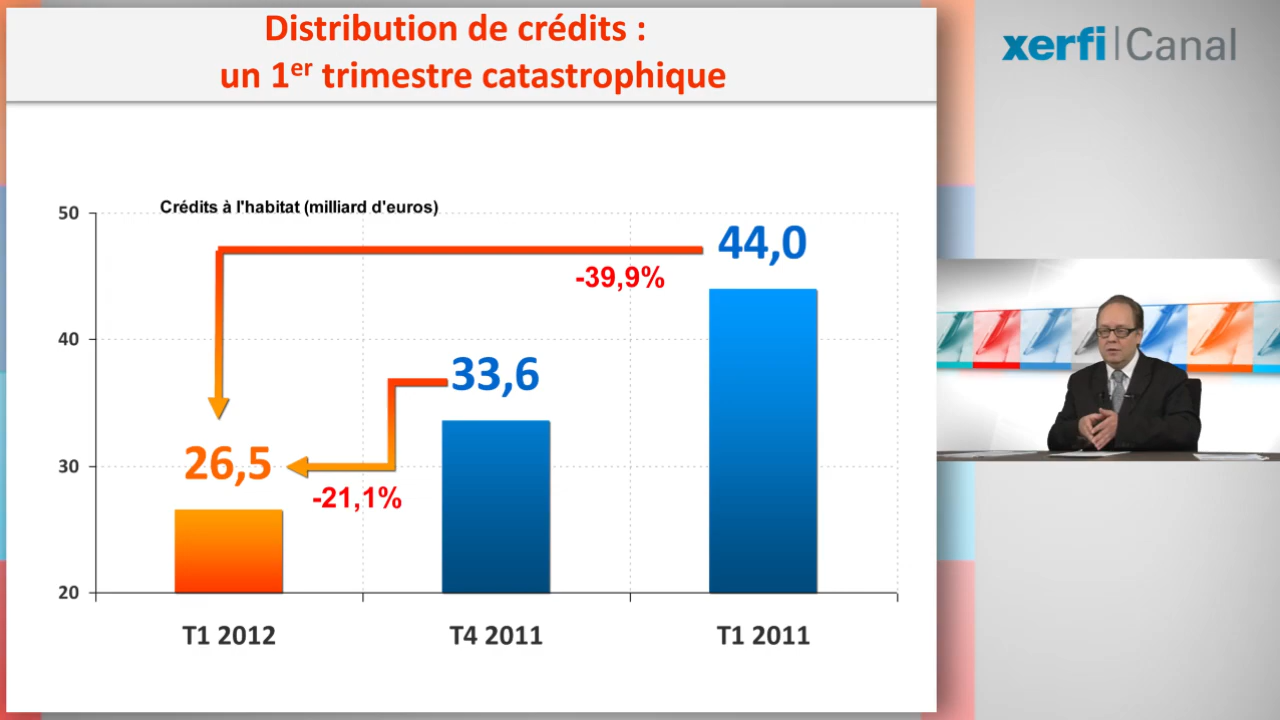 Distribution de crédits :
un 1er trimestre catastrophique
xerfi | Canal
Crédits à l'habitat (milliard d'euros)
50
44,0
-39,9%
40
33,6
26,5
30
-21,1%
20
T1 2012
T4 2011
T1 2011